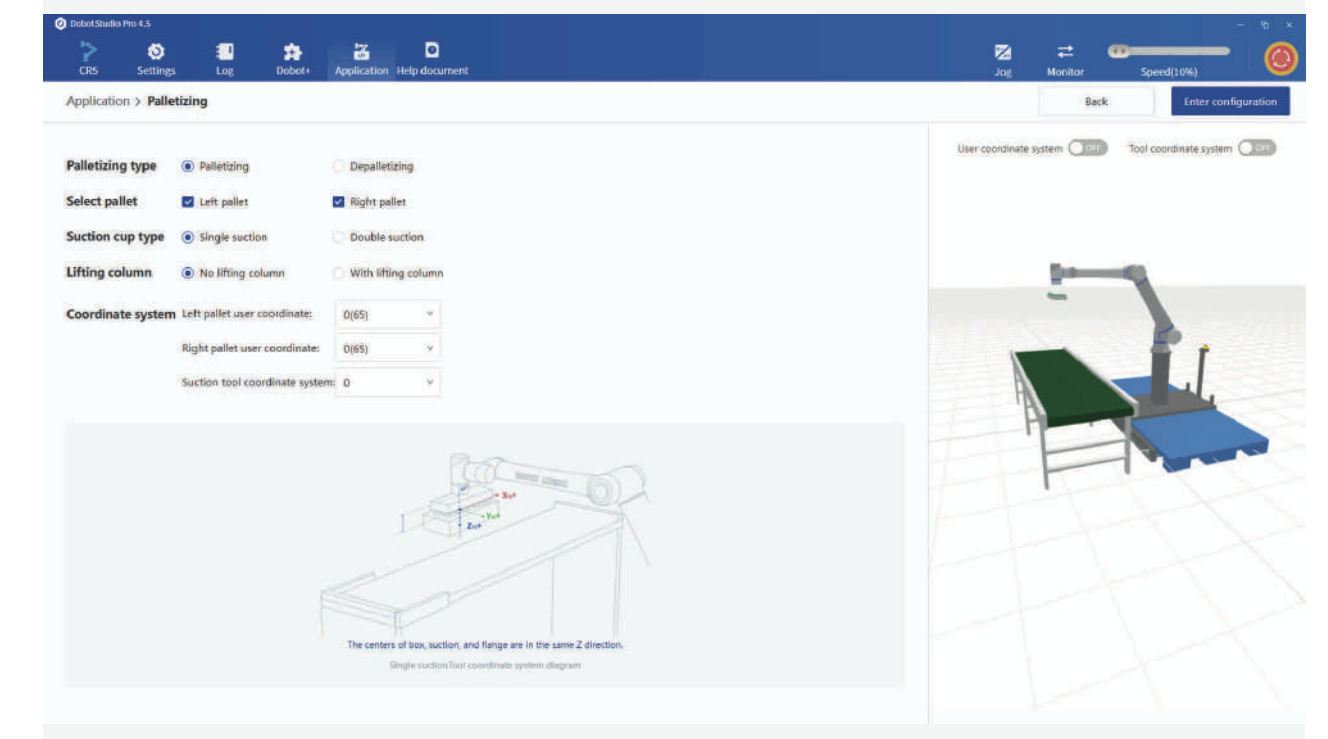 DobotStudio Pro 4.5
CR5 Settings Log Dobot+ Application Help document Jog Monitor Speed(10%)
Application > Palletizing Back Enter configuration
User coordinate system OFF Tool coordinate system OFF
Palletizing type Palletizing Depalletizing
Select pallet Left pallet Right pallet
Suction cup type Single suction Double suction
Lifting column No lifting column With lifting column
Coordinate system Left pallet user coordinate: 0(65)
Right pallet user coordinate: 0(65)
Suction tool coordinate system: 0
The centers of box, suction, and flange are in the same Z direction.
Single suctionTool coordinate system diagram